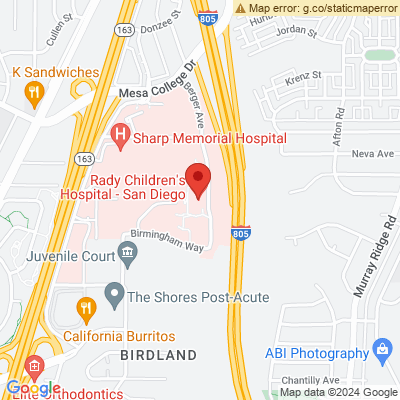 Map error: g.co/staticmaperror
Cullen St
Donzee St
163
805
Jordan St
K Sandwiches
Mesa College Dr
Krenz St
Berger Ave
Afton Rd
Sharp Memorial Hospital
Neva Ave
163
Rady Children's
Hospital - San Diego
Murray Ridge Rd
Birmingham Way
805
Juvenile Court
The Shores Post-Acute
California Burritos
BIRDLAND
ABI Photography
Elite Orthodontics
Chantilly Ave
Google
Map data ©2024 Google